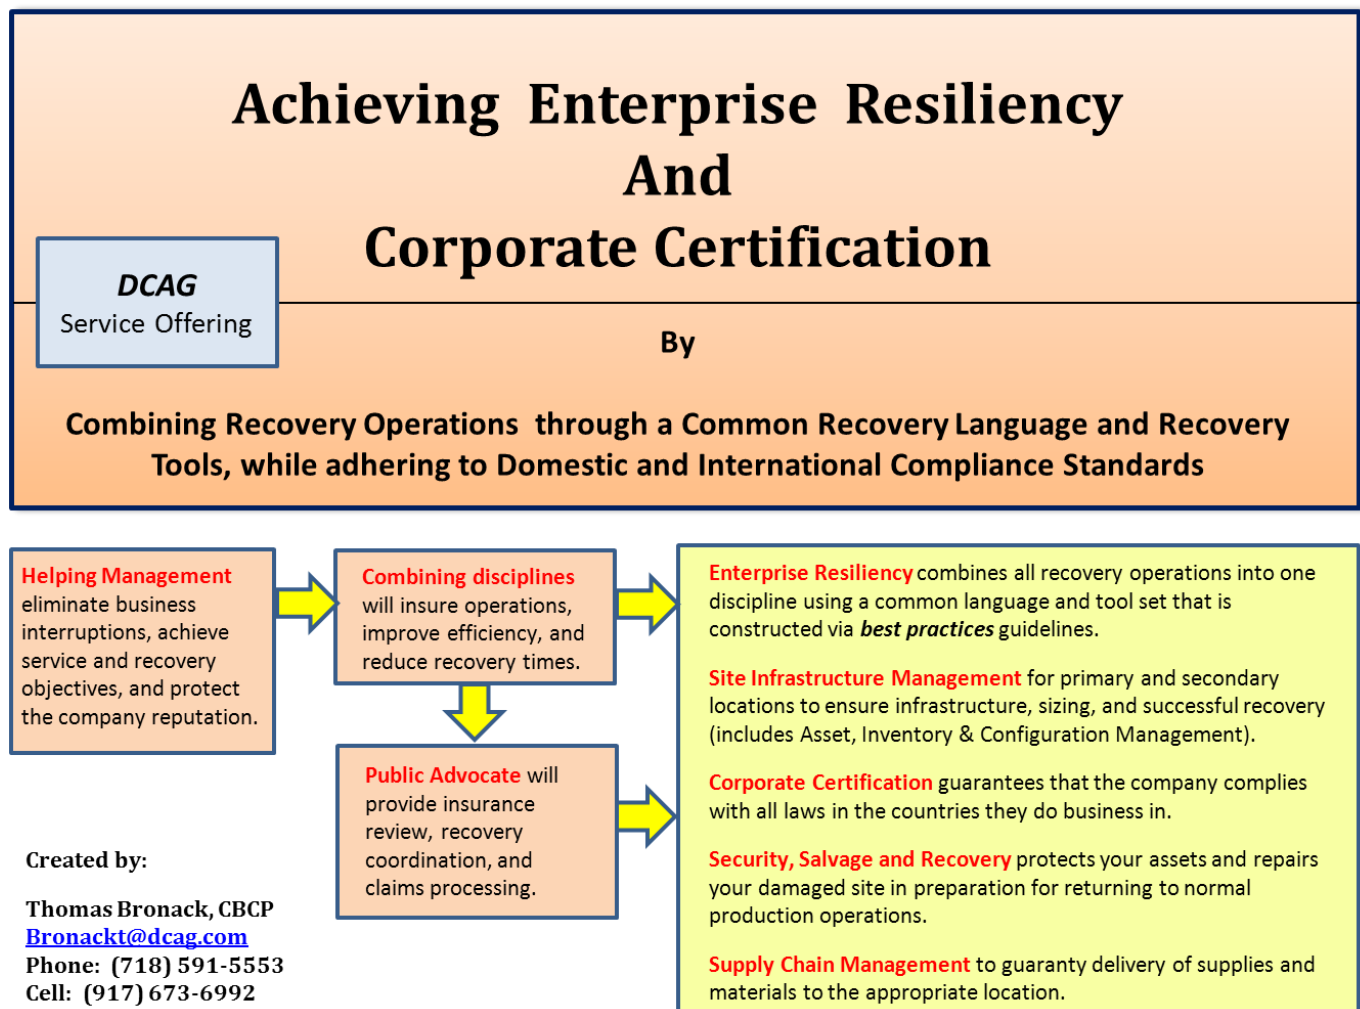 Achieving Enterprise Resiliency
And
Corporate Certification
DCAG
Service Offering
By
Combining Recovery Operations through a Common Recovery Language and Recovery
Tools, while adhering to Domestic and International Compliance Standards
Helping Management
eliminate business
interruptions, achieve
service and recovery
objectives, and protect
the company reputation.
Combining disciplines
will insure operations,
improve efficiency, and
reduce recovery times.
Public Advocate will
provide insurance
review, recovery
coordination, and
claims processing.
Enterprise Resiliency combines all recovery operations into one
discipline using a common language and tool set that is
constructed via best practices guidelines.
Site Infrastructure Management for primary and secondary
locations to ensure infrastructure, sizing, and successful recovery
(includes Asset, Inventory & Configuration Management).
Corporate Certification guarantees that the company complies
with all laws in the countries they do business in.
Security, Salvage and Recovery protects your assets and repairs
your damaged site in preparation for returning to normal
production operations.
Supply Chain Management to guaranty delivery of supplies and
materials to the appropriate location.
Created by:
Thomas Bronack, CBCP
Bronackt@dcag.com
Phone: (718) 591-5553
Cell: (917) 673-6992